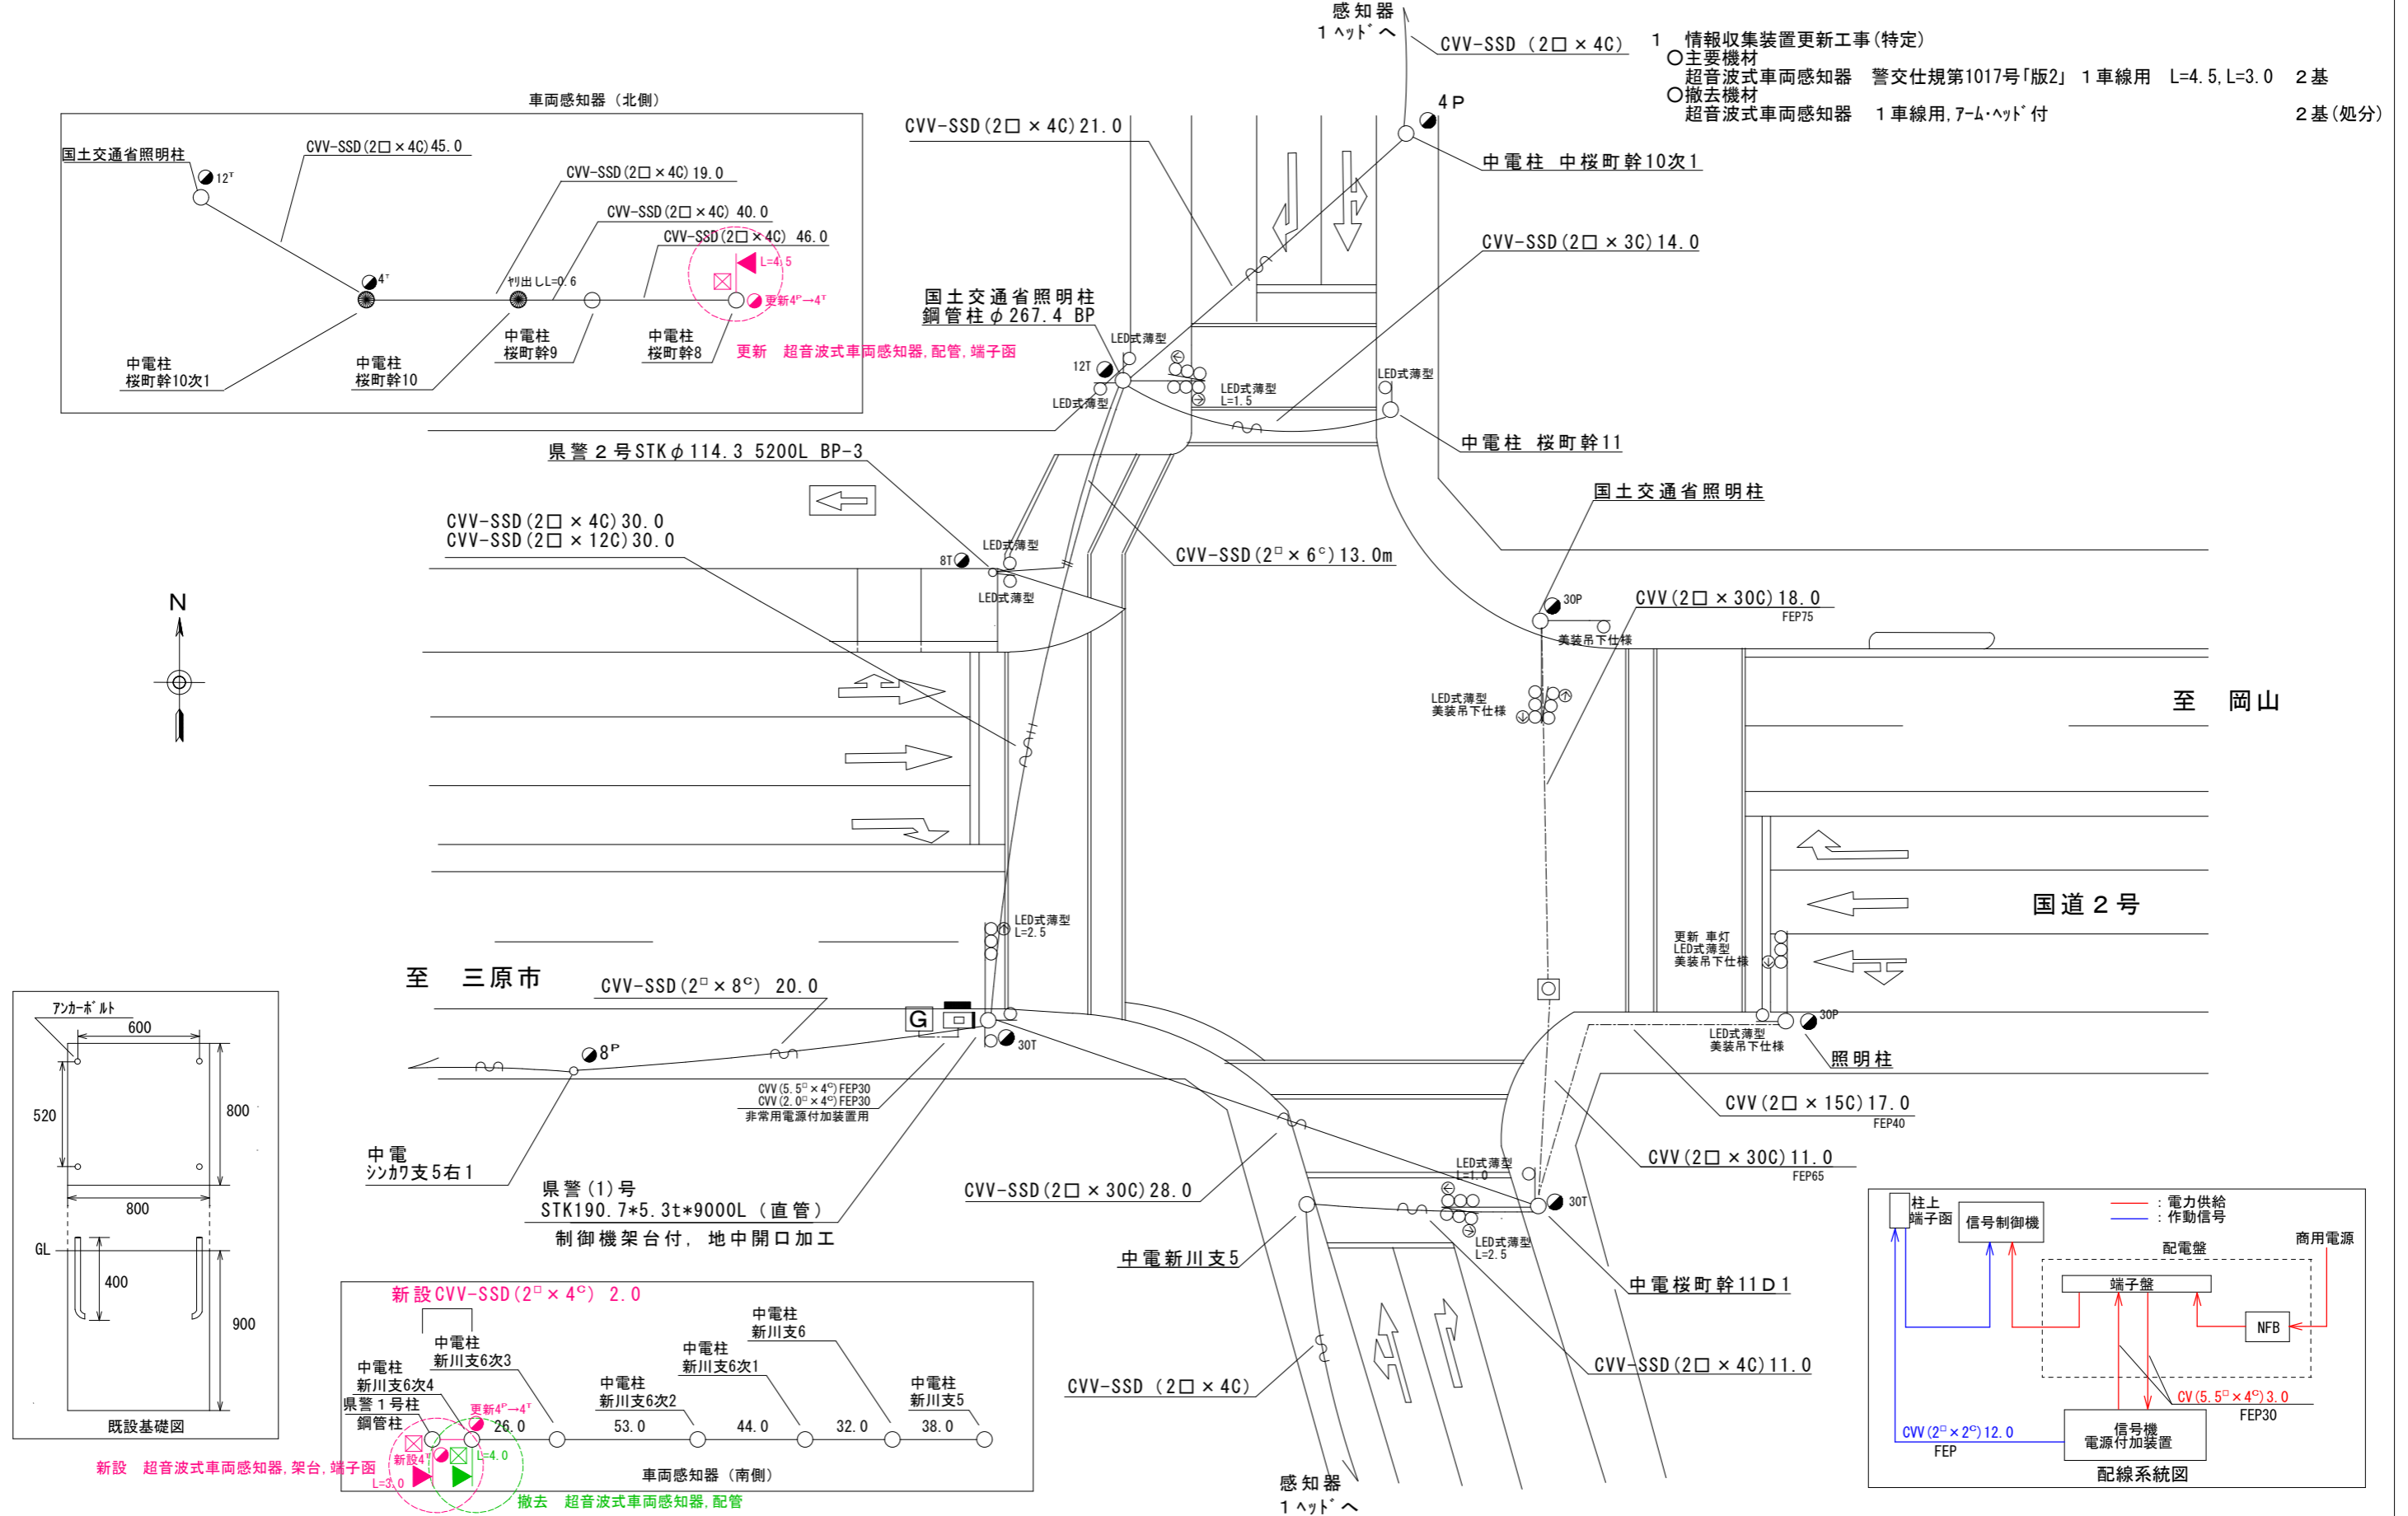 感知器
1 ヘッドへ
CVV-SSD (2□×4C)
1 情報収集装置更新工事(特定)
○主要機材
超音波式車両感知器 警交仕規第1017号｢版2｣ 1車線用 L=4.5,L=3.0 2基
○撤去機材
超音波式車両感知器 1車線用,アーム･ヘッド付 2基(処分)
車両感知器（北側）
国土交通省照明柱
12T
CVV-SSD(2□×4C)45.0
CVV-SSD(2□×4C)19.0
CVV-SSD(2□×4C) 40.0
CVV-SSD(2□×4C) 46.0
L=4.5
4T
ヤリ出しL=0.6
更新4P→4T
中電柱
桜町幹10次1
中電柱
桜町幹10
中電柱
桜町幹9
中電柱
桜町幹8
更新 超音波式車両感知器,配管,端子函
CVV-SSD(2□×4C)21.0
4P
中電柱 中桜町幹10次1
CVV-SSD(2□×3C)14.0
国土交通省照明柱
鋼管柱φ267.4 BP
LED式薄型
12T
LED式薄型
LED式薄型
L=1.5
LED式薄型
中電柱 桜町幹11
県警2号STKφ114.3 5200L BP-3
国土交通省照明柱
CVV-SSD(2□×4C)30.0
CVV-SSD(2□×12C)30.0
8T
LED式薄型
LED式薄型
CVV-SSD(2□×6C)13.0m
N
30P
美装吊下仕様
CVV(2□×30C)18.0
FEP75
LED式薄型
美装吊下仕様
至 岡山
国道2号
LED式薄型
L=2.5
更新 車灯
LED式薄型
美装吊下仕様
至 三原市
CVV-SSD(2□×8C) 20.0
G
30T
8P
CVV(5.5□×4C)FEP30
CVV(2.0□×4C)FEP30
非常用電源付加装置用
30P
LED式薄型
美装吊下仕様
照明柱
CVV(2□×15C)17.0
FEP40
CVV(2□×30C)11.0
FEP65
中電
シンカワ支5右1
県警(1)号
STK190.7*5.3t*9000L（直管）
制御機架台付, 地中開口加工
CVV-SSD(2□×30C)28.0
LED式薄型
L=1.0
30T
LED式薄型
L=2.5
中電新川支5
中電桜町幹11D1
CVV-SSD(2□×4C)11.0
CVV-SSD (2□×4C)
感知器
1 ヘッドへ
アンカーボルト
600
520
800
800
GL
400
900
既設基礎図
新設CVV-SSD(2□×4C) 2.0
中電柱
新川支6次4
中電柱
新川支6次3
中電柱
新川支6次2
中電柱
新川支6次1
中電柱
新川支6
中電柱
新川支5
県警1号柱
鋼管柱
更新4P→4T
26.0
53.0
44.0
32.0
38.0
新設4T
L=4.0
L=3.0
新設 超音波式車両感知器,架台,端子函
車両感知器（南側）
撤去 超音波式車両感知器,配管
柱上
端子函
信号制御機
：電力供給
：作動信号
商用電源
配電盤
端子盤
NFB
CV(5.5□×4C)3.0
FEP30
CVV(2□×2C)12.0
FEP
信号機
電源付加装置
配線系統図